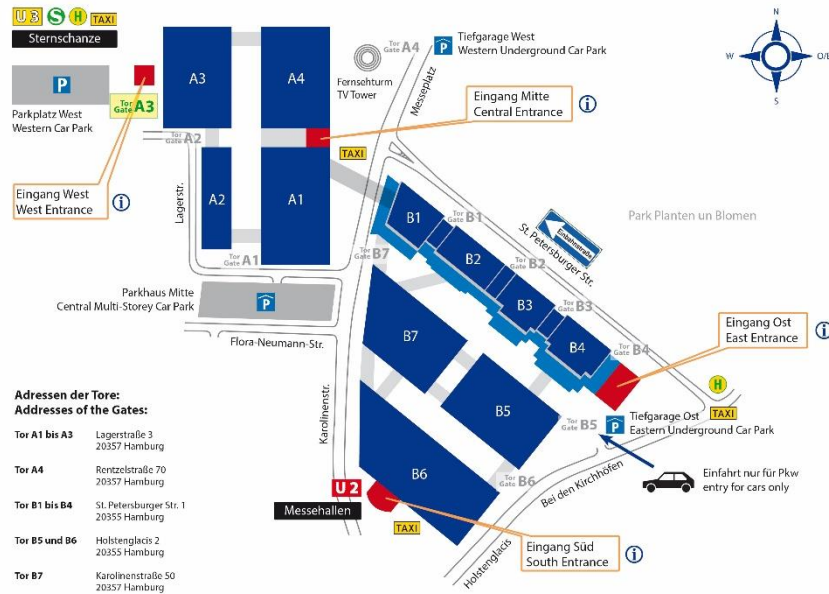 U3 S H TAXI
Sternschanze
P
Parkplatz West
Western Car Park
Tor
Gate A3
Tor
Gate A2
Eingang West
West Entrance
i
Lagerstr.
A3
A4
A2
A1
Tor
Gate A1
Fernsehturm
TV Tower
Tor
Gate A4
Messeplatz
P
Tiefgarage West
Western Underground Car Park
Eingang Mitte
Central Entrance
i
TAXI
N
W
O/E
S
Parkhaus Mitte
Central Multi-Storey Car Park
P
Flora-Neumann-Str.
Karolinenstr.
B1
Tor
Gate B1
B2
Tor
Gate B2
B3
Tor
Gate B3
B4
Tor
Gate B4
Einbahnstraße
St. Petersburger Str.
Park Planten un Blomen
Tor
Gate B7
B7
B5
B6
Eingang Ost
East Entrance
i
H
TAXI
Tor
Gate B5
P
Tiefgarage Ost
Eastern Underground Car Park
Tor
Gate B6
Bei den Kirchhöfen
Einfahrt nur für Pkw
entry for cars only
Holstenglacis
U2
Messehallen
TAXI
Eingang Süd
South Entrance
i
Adressen der Tore:
Addresses of the Gates:
Tor A1 bis A3 Lagerstraße 3
20357 Hamburg
Tor A4 Rentzelstraße 70
20357 Hamburg
Tor B1 bis B4 St. Petersburger Str. 1
20355 Hamburg
Tor B5 und B6 Holstenglacis 2
20355 Hamburg
Tor B7 Karolinenstraße 50
20357 Hamburg